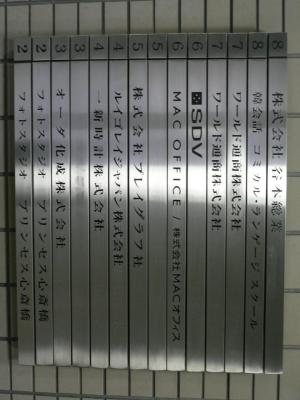 8 株式会社 谷本総業
8 韓会話 コミカル・ランゲージ スクール
7 ワールド通商株式会社
7 ワールド通商株式会社
6 SDV
6 MAC OFFICE / 株式会社MACオフィス
5
5 株式会社 プレイグラフ社
4 ルイゴレイジャパン株式会社
4 一新時計株式会社
3
3 オーダ化成株式会社
2 フォトスタジオ プリンセス心斎橋
2 フォトスタジオ プリンセス心斎橋